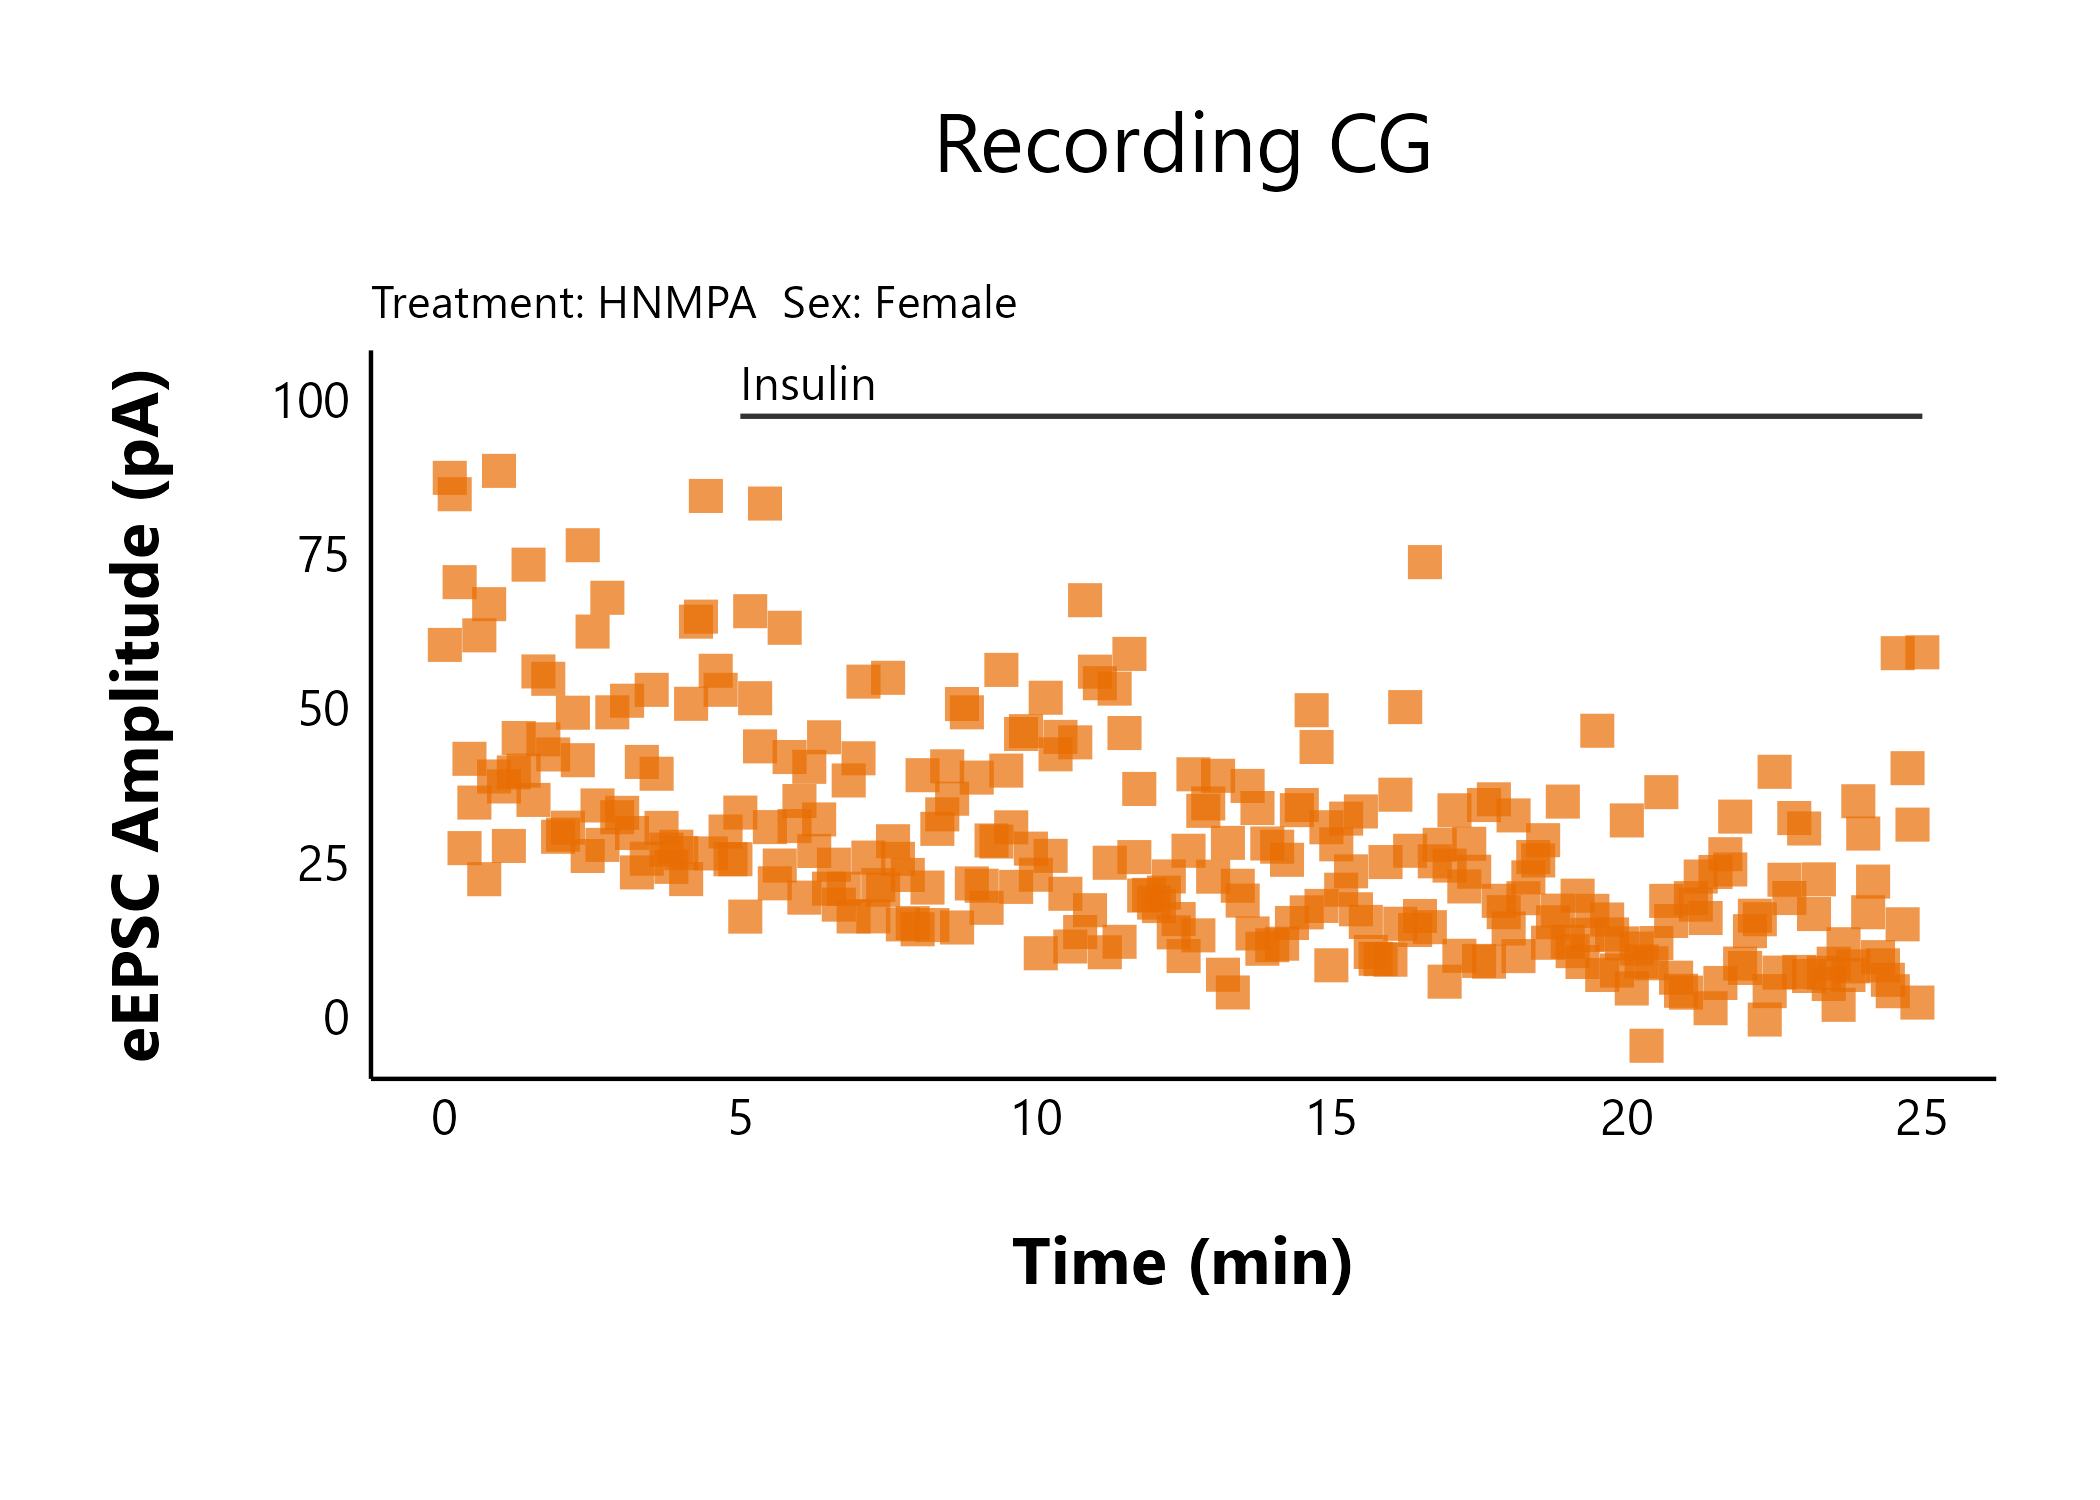 Recording CG
Treatment: HNMPA  Sex: Female
Insulin
eEPSC Amplitude (pA)
100
75
50
25
0
0 5 10 15 20 25
Time (min)